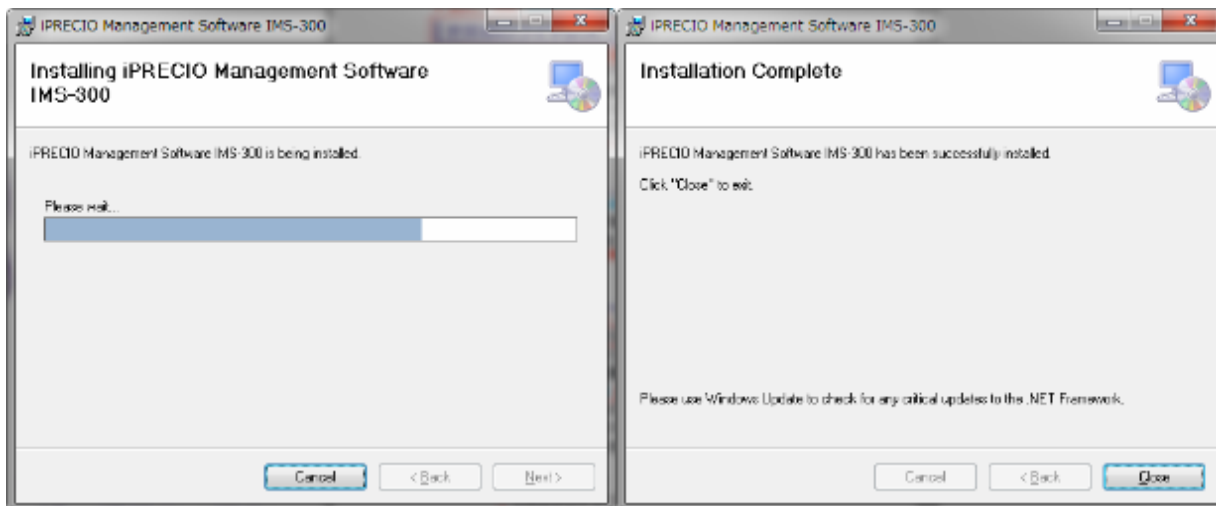 iPRECIO Management Software IMS-300
Installing iPRECIO Management Software
IMS-300
iPRECIO Management Software IMS-300 is being installed.
Please wait...
Cancel
< Back
Next >
iPRECIO Management Software IMS-300
Installation Complete
iPRECIO Management Software IMS-300 has been successfully installed.
Click "Close" to exit.
Please use Windows Update to check for any critical updates to the .NET Framework.
Cancel
< Back
Close